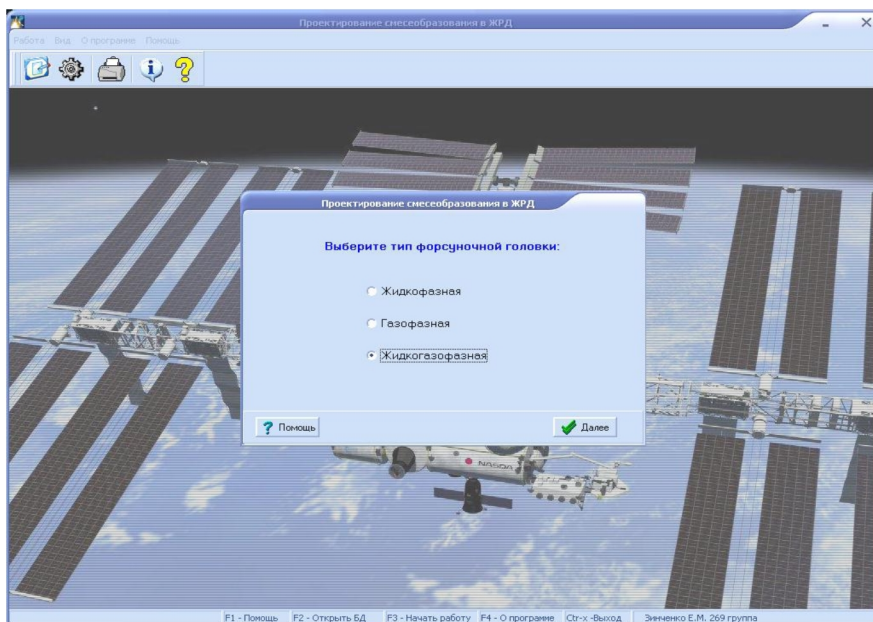 Проектирование смесеобразования в ЖРД
Работа Вид О программе Помощь
Проектирование смесеобразования в ЖРД
Выберите тип форсуночной головки:
Жидкофазная
Газофазная
Жидкогазофазная
? Помощь Далее
F1 - Помощь F2 - Открыть БД F3 - Начать работу F4 - О программе Ctr-x -Выход Зинченко Е.М. 269 группа